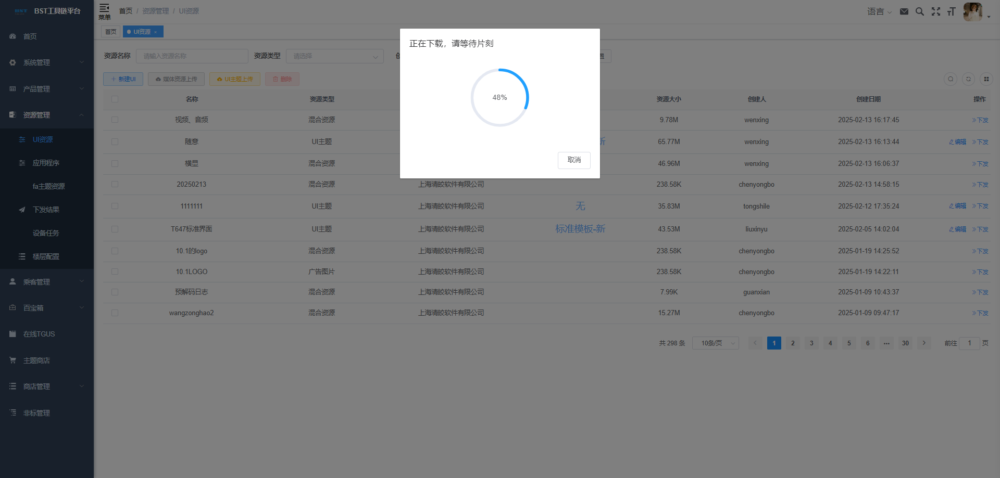 BST BST工具链平台
菜单
首页 / 资源管理 / UI资源
语言
首页
UI资源 ×
首页
系统管理
产品管理
资源管理
UI资源
应用程序
fa主题资源
下发结果
设备任务
楼层配置
乘客管理
百宝箱
在线TGUS
主题商店
商店管理
非标管理
资源名称 请输入资源名称 资源类型 请选择
新建UI 媒体资源上传 UI主题上传 删除
正在下载，请等待片刻
48%
取消
名称 资源类型 资源大小 创建人 创建日期 操作
视频、音频 混合资源 9.78M wenxing 2025-02-13 16:17:45 下发
随意 UI主题 新 65.77M wenxing 2025-02-13 16:13:44 编辑 下发
横显 混合资源 46.96M wenxing 2025-02-13 16:06:37 下发
20250213 混合资源 上海清皎软件有限公司 238.58K chenyongbo 2025-02-13 14:58:15 下发
1111111 UI主题 上海清皎软件有限公司 无 35.83M tongshile 2025-02-12 17:35:24 编辑 下发
T647标准界面 UI主题 上海清皎软件有限公司 标准模板-新 43.53M liuxinyu 2025-02-05 14:02:04 编辑 下发
10.1的logo 混合资源 上海清皎软件有限公司 238.58K chenyongbo 2025-01-19 14:25:52 下发
10.1LOGO 广告图片 上海清皎软件有限公司 238.58K chenyongbo 2025-01-19 14:22:11 下发
预解码日志 混合资源 上海清皎软件有限公司 7.99K guanxian 2025-01-09 10:43:37 下发
wangzonghao2 混合资源 上海清皎软件有限公司 15.27M chenyongbo 2025-01-09 09:47:17 下发
共 298 条 10条/页 1 2 3 4 5 6 ··· 30 前往 1 页